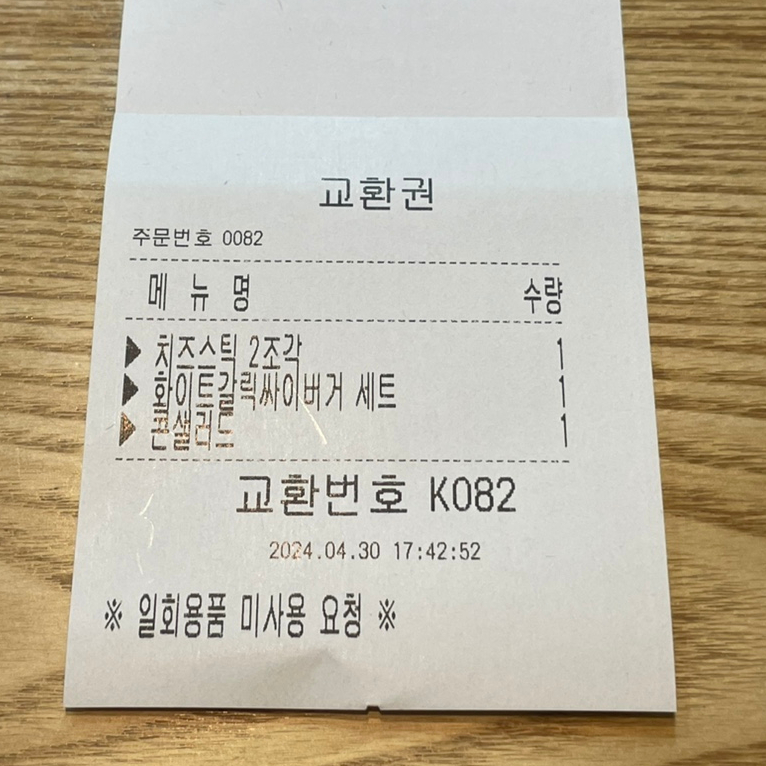 교환권
주문번호 0082
메 뉴 명 수량
▶ 치즈스틱 2조각 1
▶ 화이트갈릭싸이버거 세트 1
▶ 콘샐러드 1
교환번호 K082
2024.04.30 17:42:52
※ 일회용품 미사용 요청 ※